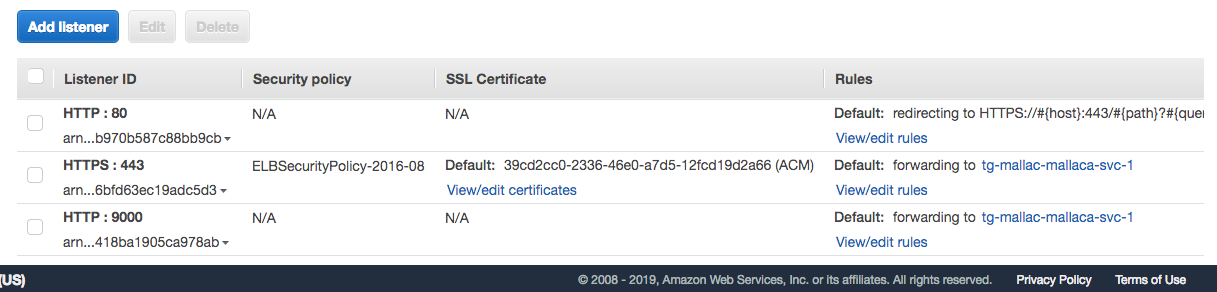 Add listener Edit Delete
Listener ID Security policy SSL Certificate Rules
HTTP : 80 N/A N/A Default: redirecting to HTTPS://#{host}:443/#{path}?#{quer
arn...b970b587c88bb9cb View/edit rules
HTTPS : 443 ELBSecurityPolicy-2016-08 Default: 39cd2cc0-2336-46e0-a7d5-12fcd19d2a66 (ACM) forwarding to tg-mallac-mallaca-svc-1
arn...6bfd63ec19adc5d3 View/edit certificates View/edit rules
HTTP : 9000 N/A N/A Default: forwarding to tg-mallac-mallaca-svc-1
arn...418ba1905ca978ab View/edit rules
(US) © 2008 - 2019, Amazon Web Services, Inc. or its affiliates. All rights reserved. Privacy Policy Terms of Use